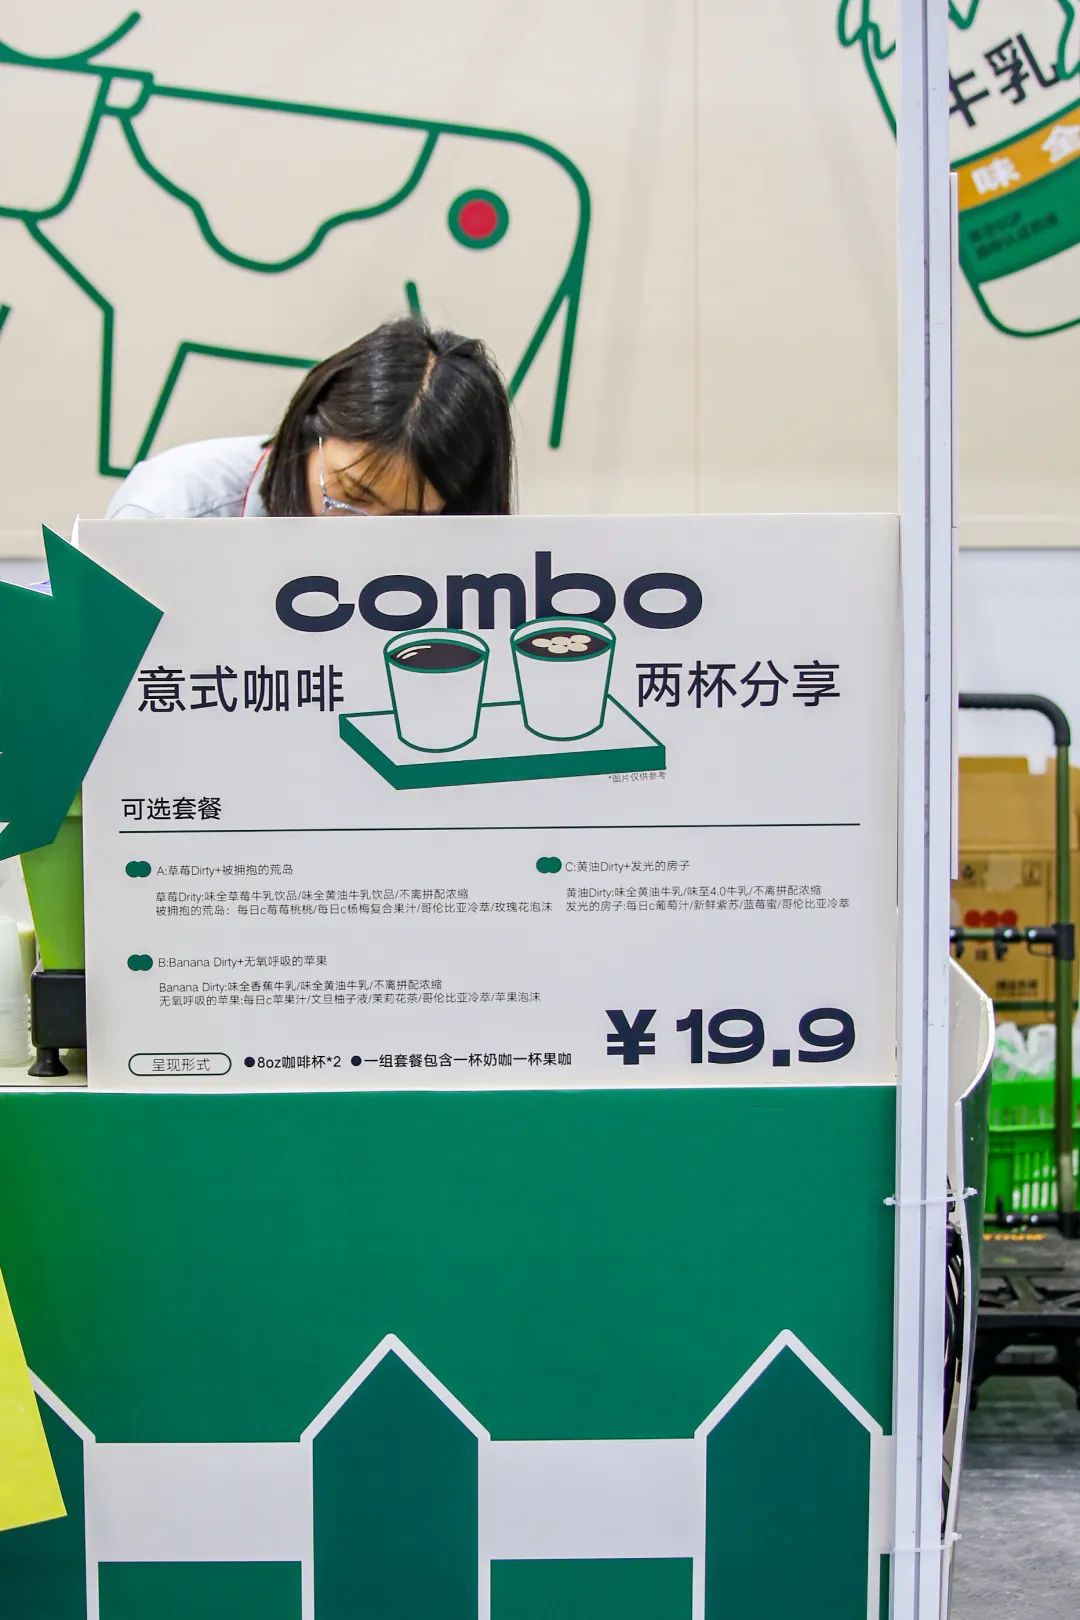 牛乳
味全
combo
意式咖啡
两杯分享
*图片仅供参考
可选套餐
A:草莓Dirty+被拥抱的荒岛
草莓Drity:味全草莓牛乳饮品/味全黄油牛乳饮品/不离拼配浓缩
被拥抱的荒岛：每日c莓莓桃桃/每日c杨梅复合果汁/哥伦比亚冷萃/玫瑰花泡沫
C:黄油Dirty+发光的房子
黄油Dirty:味全黄油牛乳/味至4.0牛乳/不离拼配浓缩
发光的房子:每日c葡萄汁/新鲜紫苏/蓝莓蜜/哥伦比亚冷萃
B:Banana Dirty+无氧呼吸的苹果
Banana Dirty:味全香蕉牛乳/味全黄油牛乳/不离拼配浓缩
无氧呼吸的苹果:每日c苹果汁/文旦柚子液/茉莉花茶/哥伦比亚冷萃/苹果泡沫
¥19.9
呈现形式 ●8oz咖啡杯*2 ●一组套餐包含一杯奶咖一杯果咖